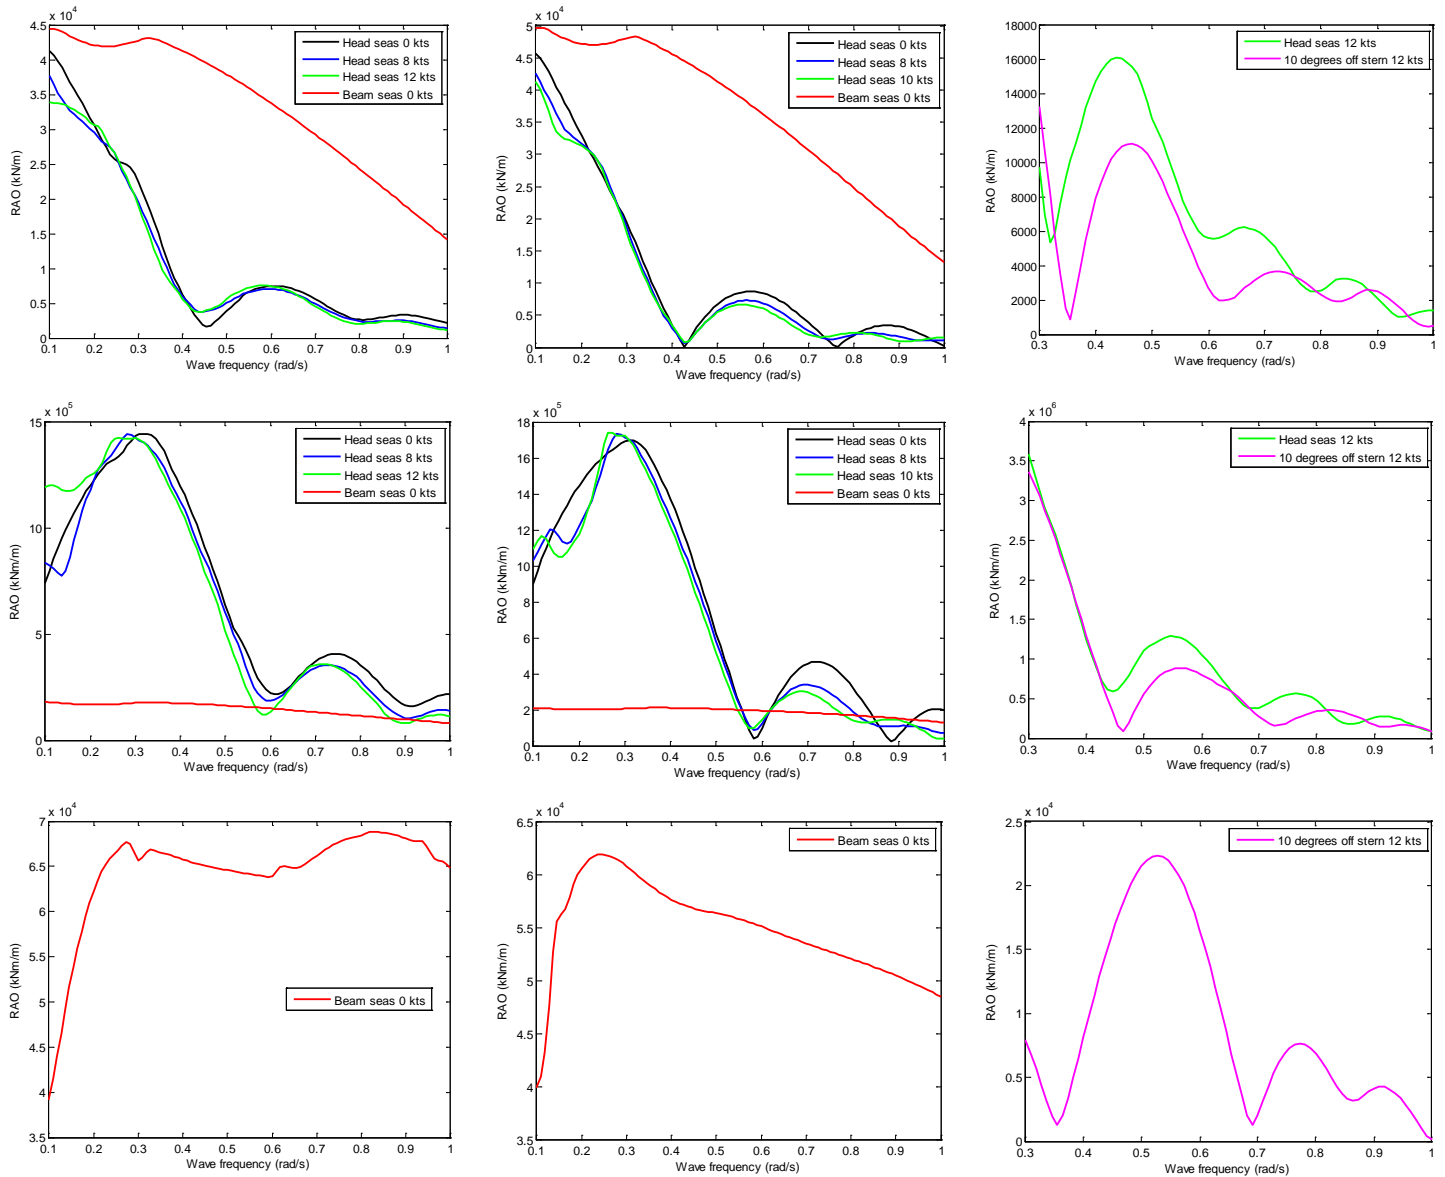 x 10^4
4.5
4
3.5
3
2.5
2
1.5
1
0.5
0
0.1 0.2 0.3 0.4 0.5 0.6 0.7 0.8 0.9 1
Wave frequency (rad/s)
RAO (kN/m)
Head seas 0 kts
Head seas 8 kts
Head seas 12 kts
Beam seas 0 kts
x 10^4
5
4.5
4
3.5
3
2.5
2
1.5
1
0.5
0
0.1 0.2 0.3 0.4 0.5 0.6 0.7 0.8 0.9 1
Wave frequency (rad/s)
RAO (kN/m)
Head seas 0 kts
Head seas 8 kts
Head seas 10 kts
Beam seas 0 kts
18000
16000
14000
12000
10000
8000
6000
4000
2000
0
0.3 0.4 0.5 0.6 0.7 0.8 0.9 1
Wave frequency (rad/s)
RAO (kN/m)
Head seas 12 kts
10 degrees off stern 12 kts
x 10^5
15
10
5
0
0.1 0.2 0.3 0.4 0.5 0.6 0.7 0.8 0.9 1
Wave frequency (rad/s)
RAO (kNm/m)
Head seas 0 kts
Head seas 8 kts
Head seas 12 kts
Beam seas 0 kts
x 10^5
18
16
14
12
10
8
6
4
2
0
0.1 0.2 0.3 0.4 0.5 0.6 0.7 0.8 0.9 1
Wave frequency (rad/s)
RAO (kNm/m)
Head seas 0 kts
Head seas 8 kts
Head seas 10 kts
Beam seas 0 kts
x 10^6
4
3.5
3
2.5
2
1.5
1
0.5
0
0.3 0.4 0.5 0.6 0.7 0.8 0.9 1
Wave frequency (rad/s)
RAO (kNm/m)
Head seas 12 kts
10 degrees off stern 12 kts
x 10^4
7
6.5
6
5.5
5
4.5
4
3.5
0.1 0.2 0.3 0.4 0.5 0.6 0.7 0.8 0.9 1
Wave frequency (rad/s)
RAO (kNm/m)
Beam seas 0 kts
x 10^4
6.5
6
5.5
5
4.5
4
3.5
0.1 0.2 0.3 0.4 0.5 0.6 0.7 0.8 0.9 1
Wave frequency (rad/s)
RAO (kNm/m)
Beam seas 0 kts
x 10^4
2.5
2
1.5
1
0.5
0
0.3 0.4 0.5 0.6 0.7 0.8 0.9 1
Wave frequency (rad/s)
RAO (kNm/m)
10 degrees off stern 12 kts